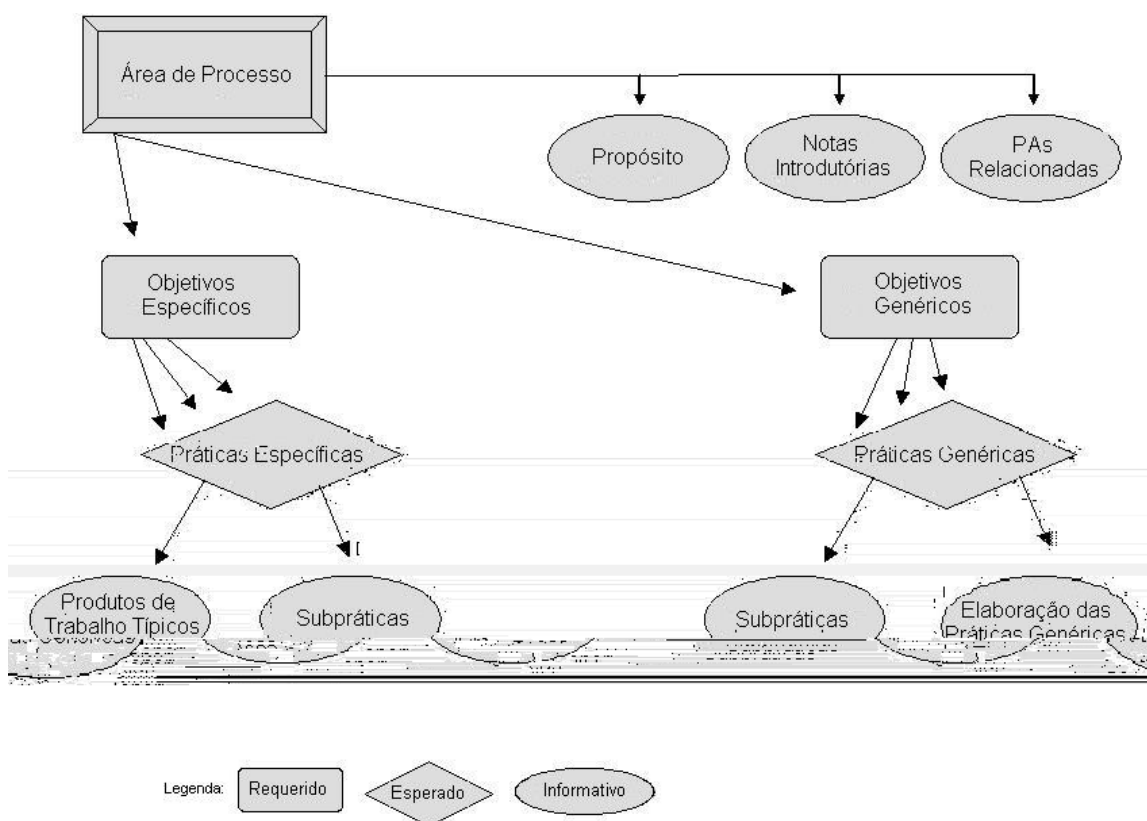 Área de Processo
Propósito
Notas
Introdutórias
PAs
Relacionadas
Objetivos
Específicos
Objetivos
Genéricos
Práticas Específicas
Práticas Genéricas
Produtos de
Trabalho Típicos
Subpráticas
Subpráticas
Elaboração das
Práticas Genéricas
Legenda:
Requerido
Esperado
Informativo